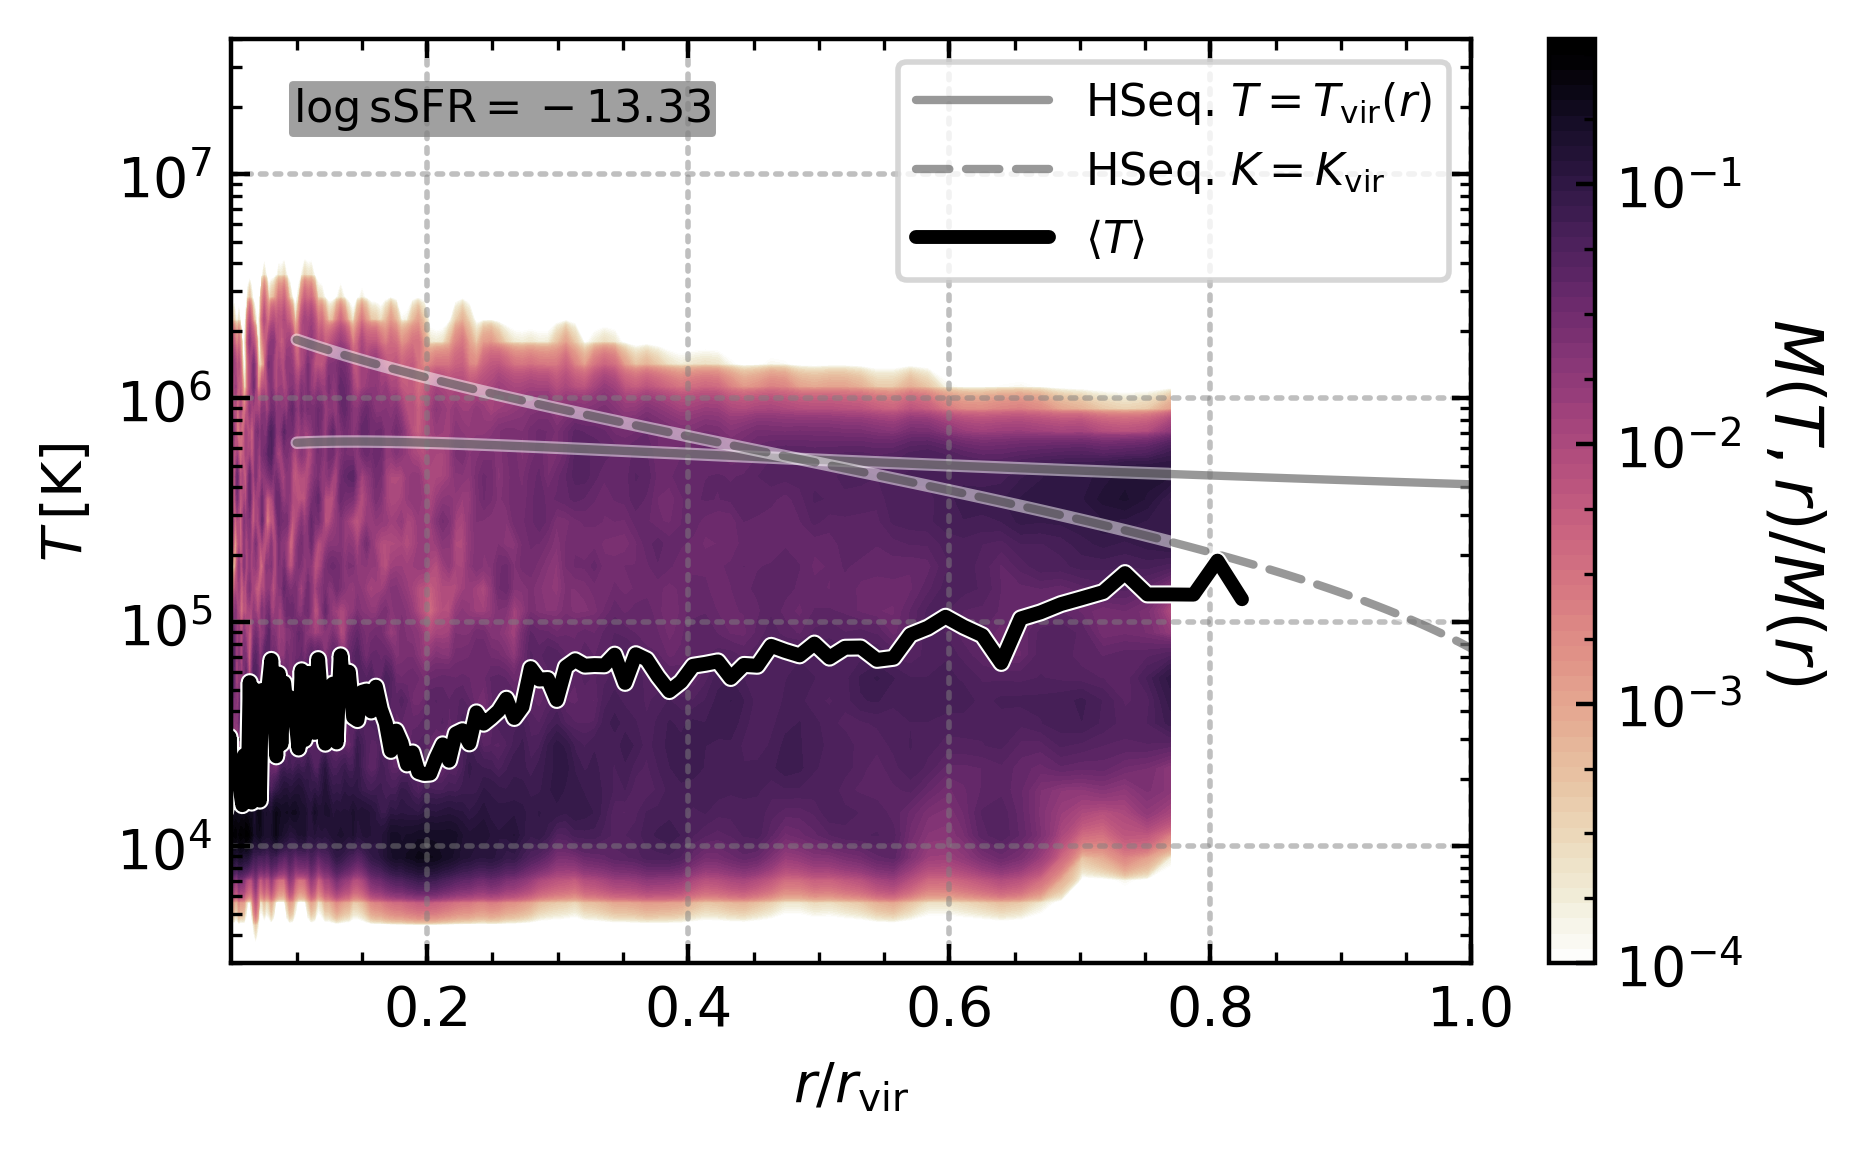 log sSFR = −13.33
HSeq. T = T_vir(r)
HSeq. K = K_vir
⟨T⟩
10^7
10^6
10^5
10^4
T [K]
0.2 0.4 0.6 0.8 1.0
r/r_vir
10^−1
10^−2
10^−3
10^−4
M(T, r)/M(r)